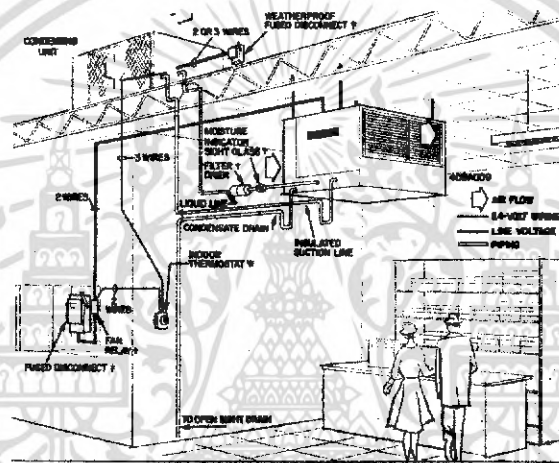 WEATHERPROOF
FUSED DISCONNECT †
2 OR 3 WIRES
CONDENSING
UNIT
MOISTURE
INDICATOR
SIGHT GLASS †
FILTER
DRIER
3 WIRES
2 WIRES
LIQUID LINE
CONDENSATE DRAIN
INSULATED
SUCTION LINE
AIR FLOW
24-VOLT WIRING
LINE VOLTAGE
PIPING
INDOOR
THERMOSTAT
WIRES
FAN
RELAY
FUSED DISCONNECT †
TO OPEN SIGHT DRAIN